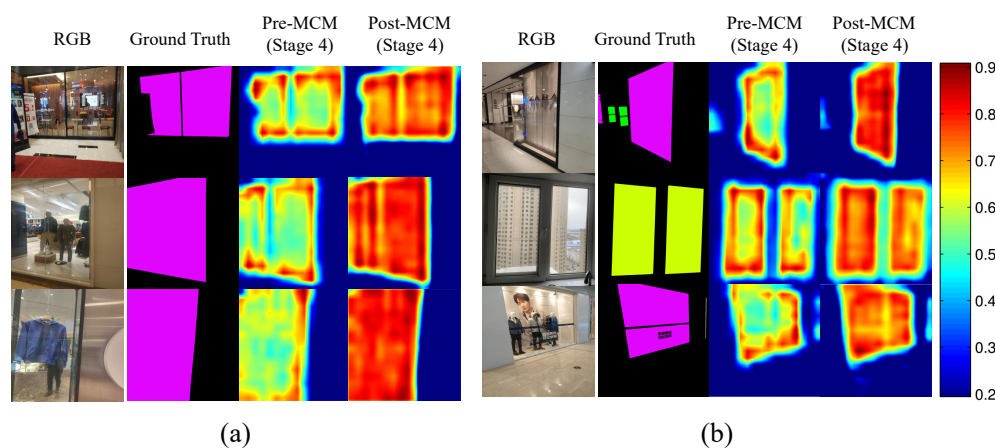 RGB
Ground Truth
Pre-MCM
(Stage 4)
Post-MCM
(Stage 4)
RGB
Ground Truth
Pre-MCM
(Stage 4)
Post-MCM
(Stage 4)
0.9
0.8
0.7
0.6
0.5
0.4
0.3
0.2
(a)
(b)